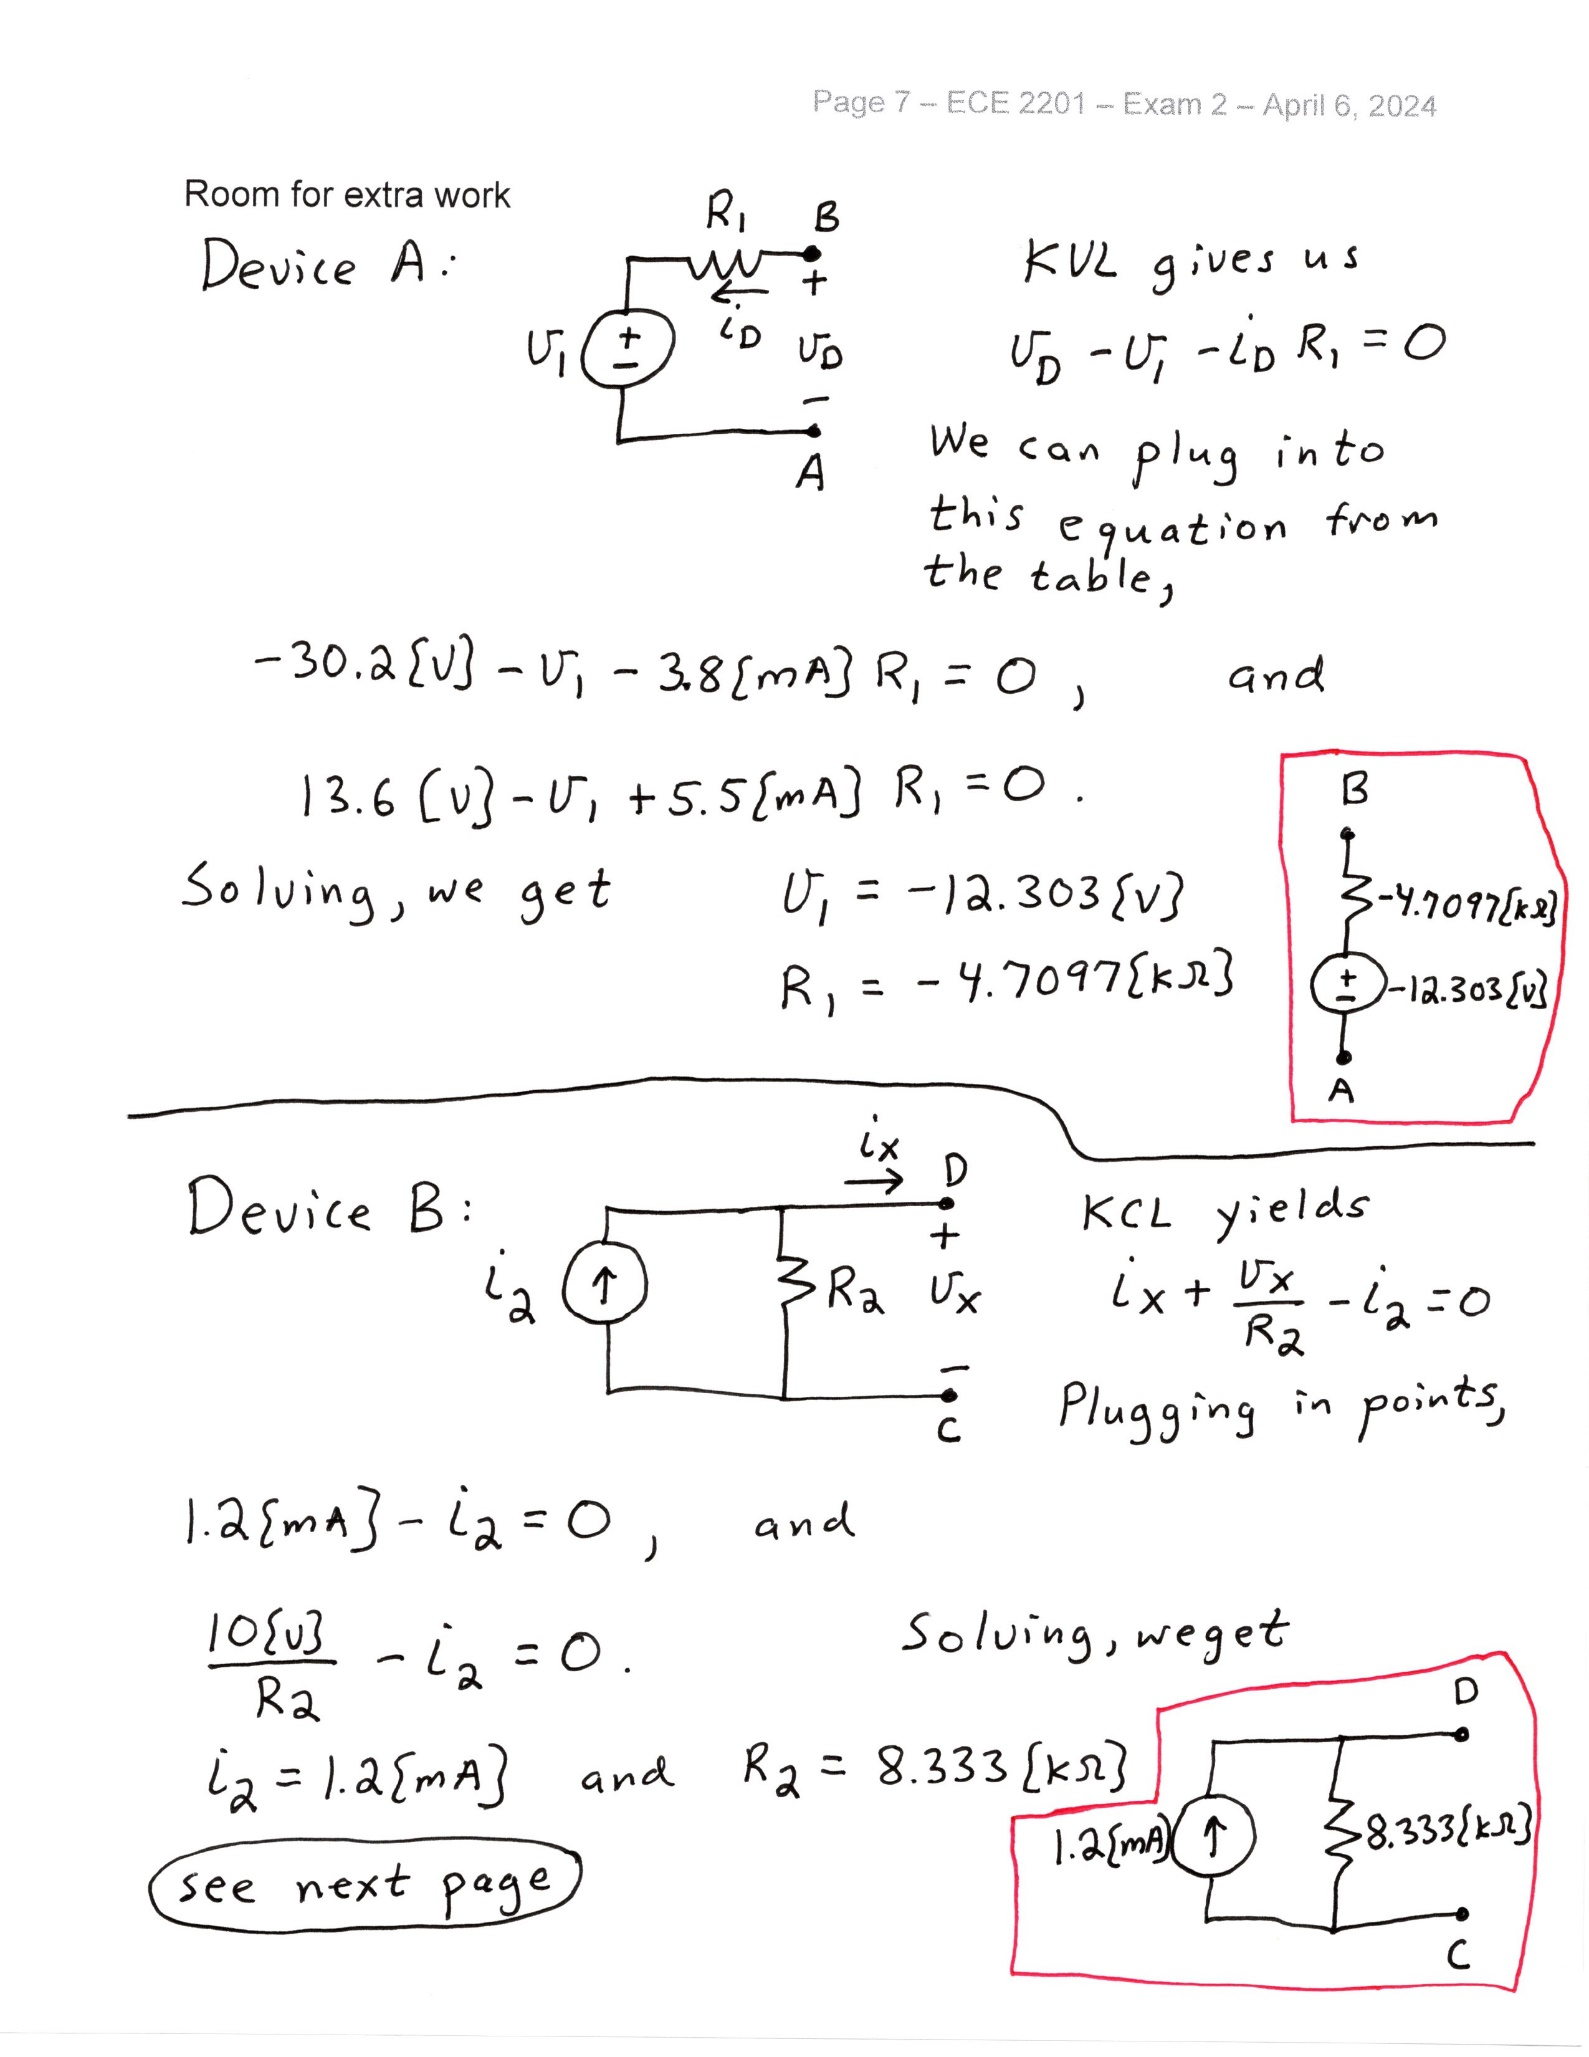 Page 7 – ECE 2201 – Exam 2 – April 6, 2024
Room for extra work
Device A:
R1
B
+
iD
v1
+
-
vD
-
A
KVL gives us
vD - v1 - iD R1 = 0
We can plug into
this equation from
the table,
-30.2[V] - v1 - 3.8[mA] R1 = 0, and
13.6[V] - v1 + 5.5[mA] R1 = 0.
Solving, we get
v1 = -12.303[V]
R1 = -4.7097[kΩ]
B
-4.7097[kΩ]
+
-
-12.303[V]
A
Device B:
iX
D
+
i2
R2
vX
-
C
KCL yields
iX + vX/R2 - i2 = 0
Plugging in points,
1.2[mA] - i2 = 0, and
10[V]/R2 - i2 = 0.
Solving, we get
i2 = 1.2[mA] and R2 = 8.333[kΩ]
D
1.2[mA]
8.333[kΩ]
C
see next page